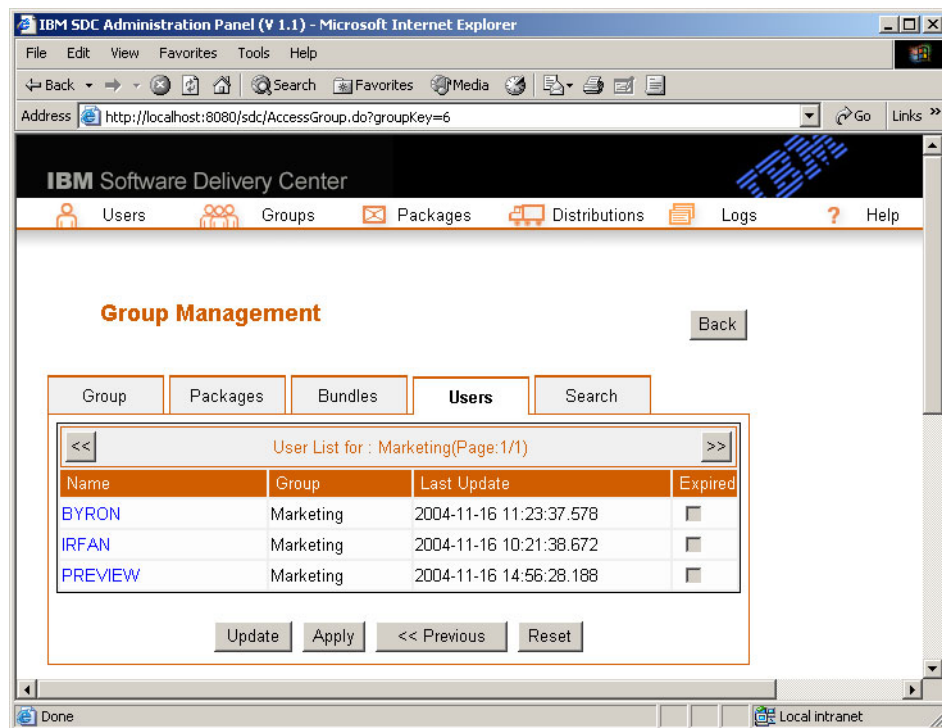 IBM SDC Administration Panel (V 1.1) - Microsoft Internet Explorer
File Edit View Favorites Tools Help
Back Search Favorites Media
Address http://localhost:8080/sdc/AccessGroup.do?groupKey=6 Go Links »
IBM Software Delivery Center IBM
Users Groups Packages Distributions Logs ? Help
Group Management
Back
Group Packages Bundles Users Search
<< User List for : Marketing(Page:1/1) >>
Name Group Last Update Expired
BYRON Marketing 2004-11-16 11:23:37.578
IRFAN Marketing 2004-11-16 10:21:38.672
PREVIEW Marketing 2004-11-16 14:56:28.188
Update Apply << Previous Reset
Done Local intranet